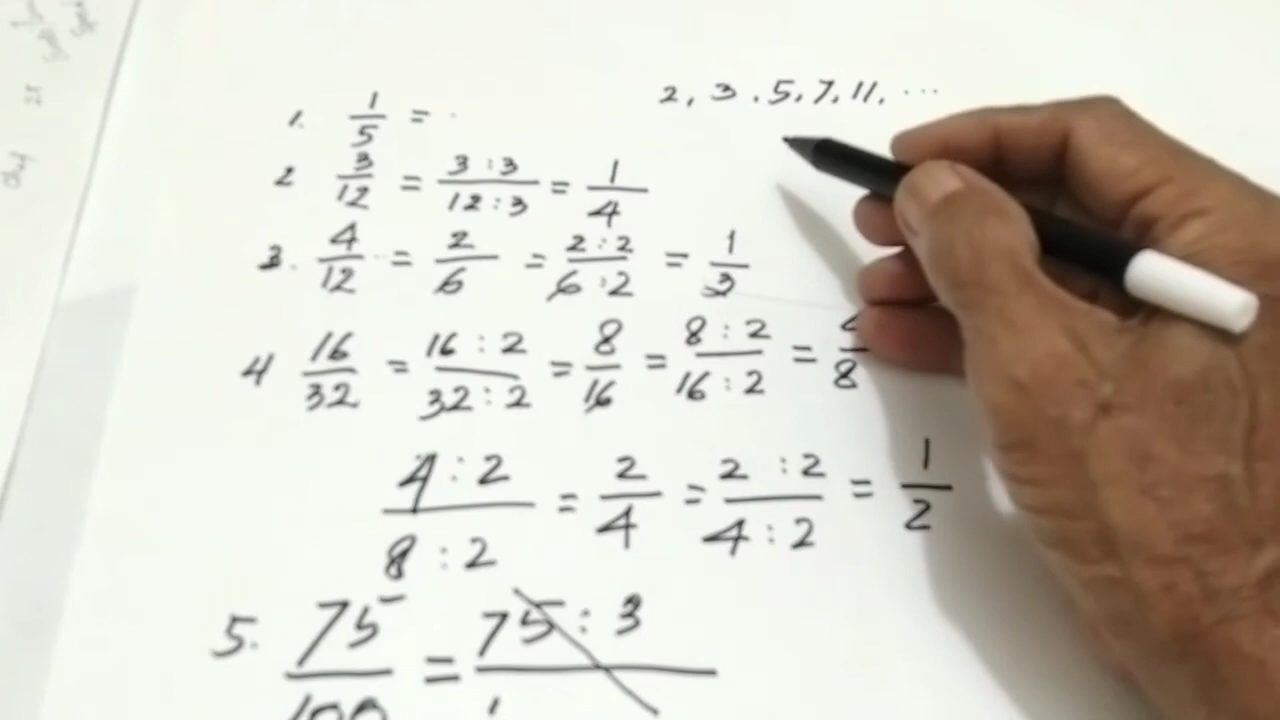 2, 3, 5, 7, 11, ...
1. 1/5 =
2 3/12 = 3:3/12:3 = 1/4
3. 4/12 = 2/6 = 2:2/6:2 = 1/3
4 16/32 = 16:2/32:2 = 8/16 = 8:2/16:2 = 4/8
4:2/8:2 = 2/4 = 2:2/4:2 = 1/2
5. 75/100 = 75:3